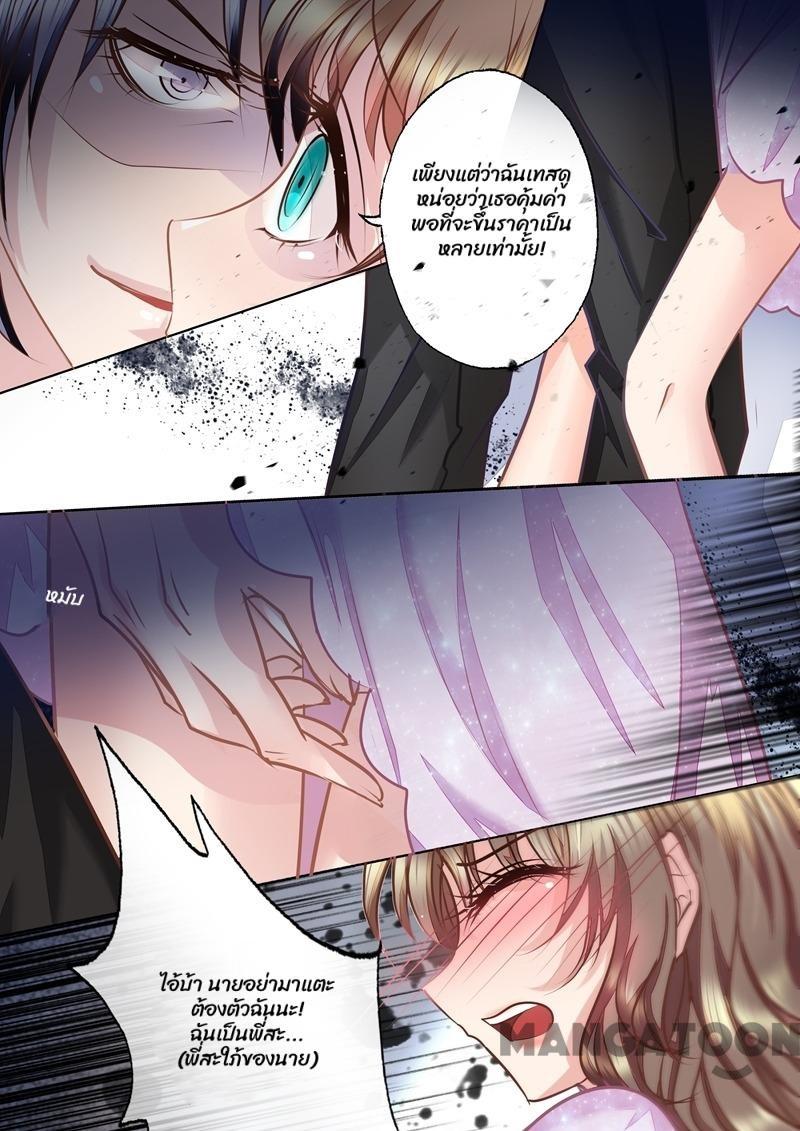 เพียงแต่ว่าฉันเทสดู
หน่อยว่าเธอคุ้มค่า
พอที่จะขึ้นราคาเป็น
หลายเท่ามั้ย!
หมับ
ไอ้บ้า นายอย่ามาแตะ
ต้องตัวฉันนะ!
ฉันเป็นพี่สะ...
(พี่สะใภ้ของนาย)
MANGATOON